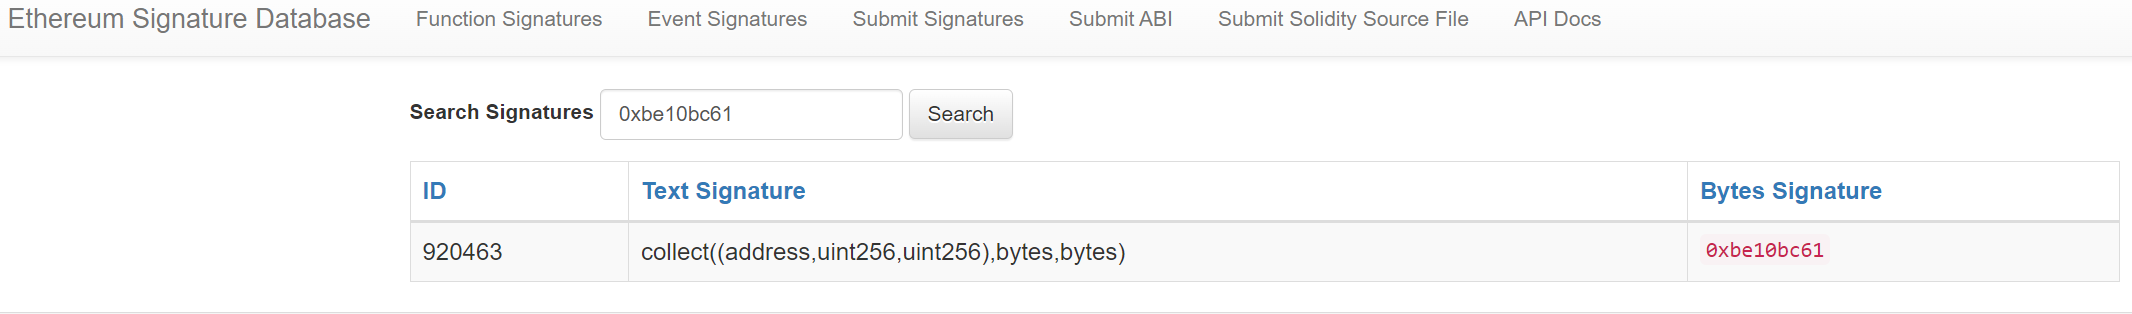 Ethereum Signature Database Function Signatures Event Signatures Submit Signatures Submit ABI Submit Solidity Source File API Docs
Search Signatures 0xbe10bc61 Search
ID Text Signature Bytes Signature
920463 collect((address,uint256,uint256),bytes,bytes) 0xbe10bc61